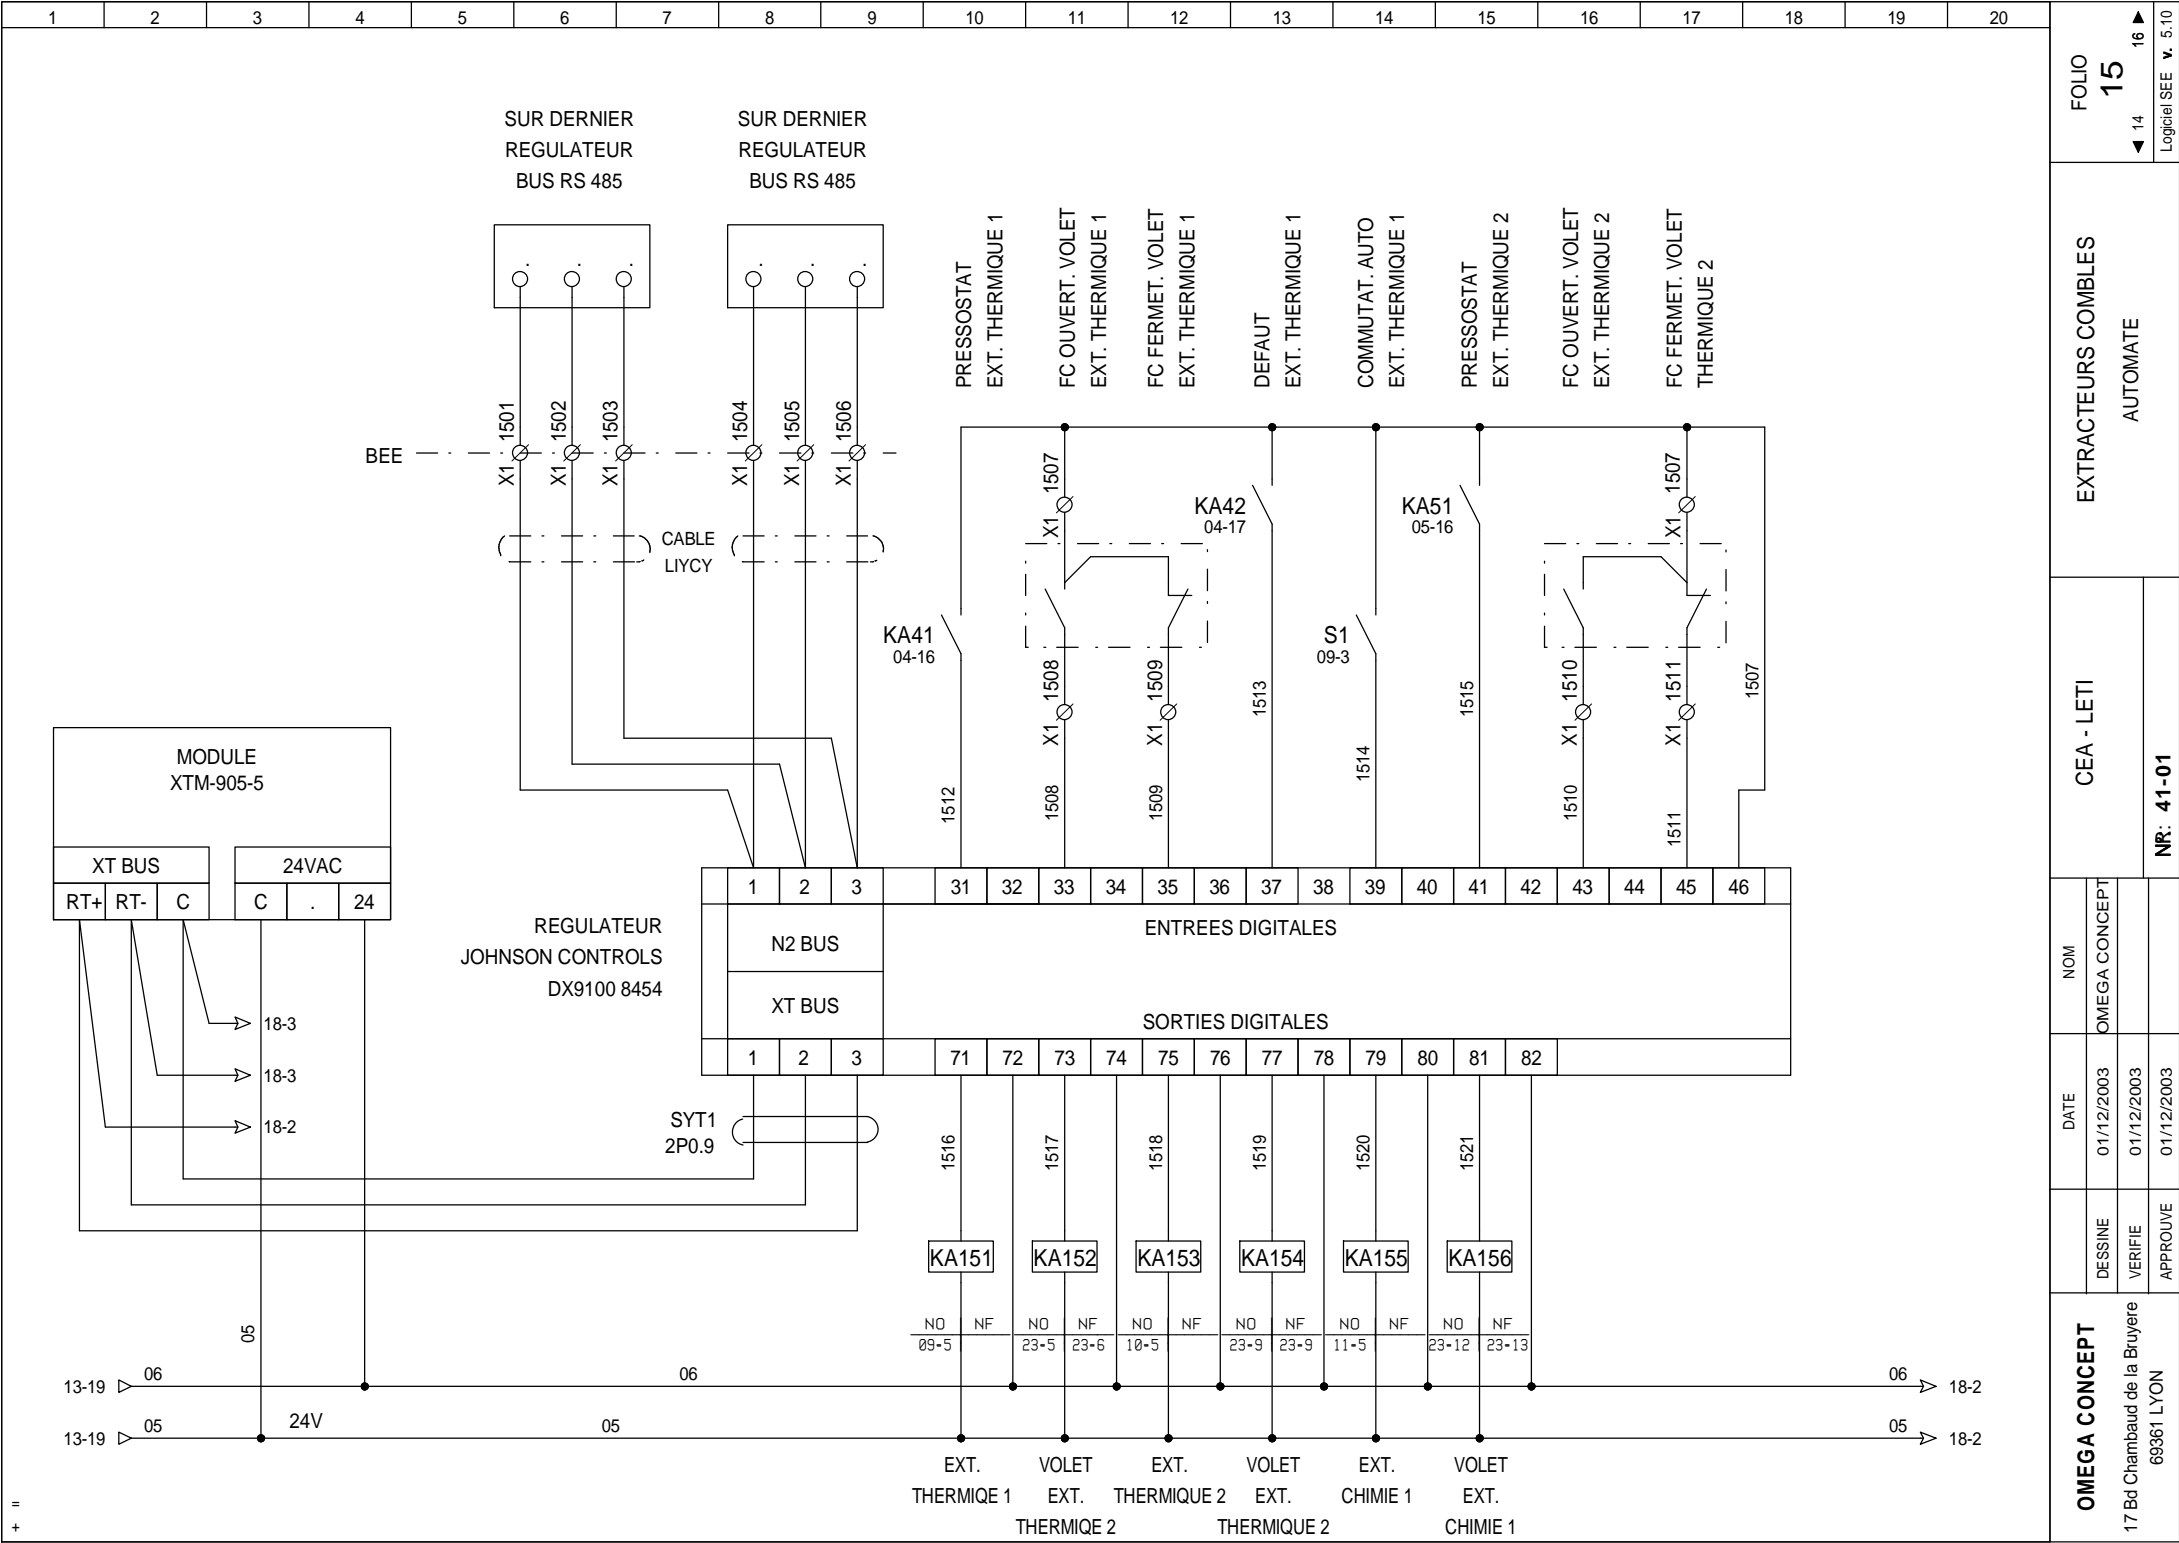 1 2 3 4 5 6 7 8 9 10 11 12 13 14 15 16 17 18 19 20
SUR DERNIER
REGULATEUR
BUS RS 485
SUR DERNIER
REGULATEUR
BUS RS 485
. . .
. . .
PRESSOSTAT
EXT. THERMIQUE 1
FC OUVERT. VOLET
EXT. THERMIQUE 1
FC FERMET. VOLET
EXT. THERMIQUE 1
DEFAUT
EXT. THERMIQUE 1
COMMUTAT. AUTO
EXT. THERMIQUE 1
PRESSOSTAT
EXT. THERMIQUE 2
FC OUVERT. VOLET
EXT. THERMIQUE 2
FC FERMET. VOLET
THERMIQUE 2
BEE
X1 1501
X1 1502
X1 1503
X1 1504
X1 1505
X1 1506
CABLE
LIYCY
X1 1507
KA42
04-17
KA51
05-16
X1 1507
KA41
04-16
S1
09-3
X1 1508
X1 1509
1513
1515
X1 1510
X1 1511
1507
1512
1508
1509
1514
1510
1511
MODULE
XTM-905-5
XT BUS
24VAC
RT+ RT- C
C . 24
18-3
18-3
18-2
REGULATEUR
JOHNSON CONTROLS
DX9100 8454
1 2 3
31 32 33 34 35 36 37 38 39 40 41 42 43 44 45 46
N2 BUS
XT BUS
ENTREES DIGITALES
SORTIES DIGITALES
1 2 3
71 72 73 74 75 76 77 78 79 80 81 82
SYT1
2P0.9
1516
1517
1518
1519
1520
1521
KA151 KA152 KA153 KA154 KA155 KA156
NO NF NO NF NO NF NO NF NO NF NO NF
09-5 23-5 23-6 10-5 23-9 23-9 11-5 23-12 23-13
05
13-19 06 06 06 18-2
13-19 05 24V 05 05 18-2
EXT.
THERMIQE 1
VOLET
EXT.
THERMIQE 2
EXT.
THERMIQUE 2
VOLET
EXT.
THERMIQUE 2
EXT.
CHIMIE 1
VOLET
EXT.
CHIMIE 1
=
+
FOLIO
15
14 16
Logiciel SEE v. 5.10
EXTRACTEURS COMBLES
AUTOMATE
CEA - LETI
NR: 41-01
NOM
OMEGA CONCEPT
DATE
01/12/2003
01/12/2003
01/12/2003
DESSINE
VERIFIE
APPROUVE
OMEGA CONCEPT
17 Bd Chambaud de la Bruyere
69361 LYON